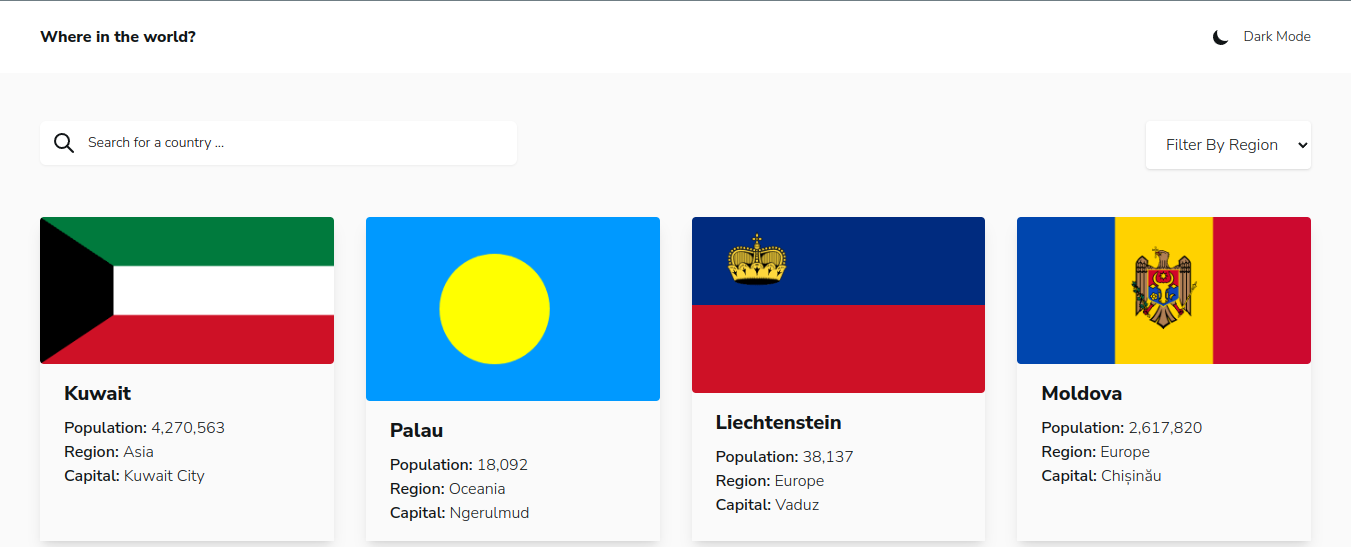 Where in the world?
Dark Mode
Search for a country ...
Filter By Region
Kuwait
Population: 4,270,563
Region: Asia
Capital: Kuwait City
Palau
Population: 18,092
Region: Oceania
Capital: Ngerulmud
Liechtenstein
Population: 38,137
Region: Europe
Capital: Vaduz
Moldova
Population: 2,617,820
Region: Europe
Capital: Chișinău